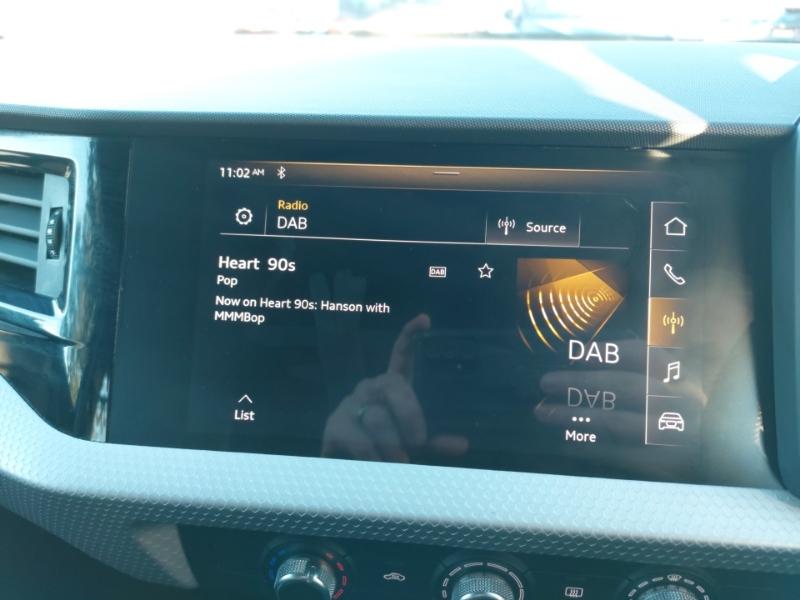 11:02 AM
Radio
DAB
Source
Heart 90s
DAB
Pop
Now on Heart 90s: Hanson with
MMMBop
DAB
DAB
List
More